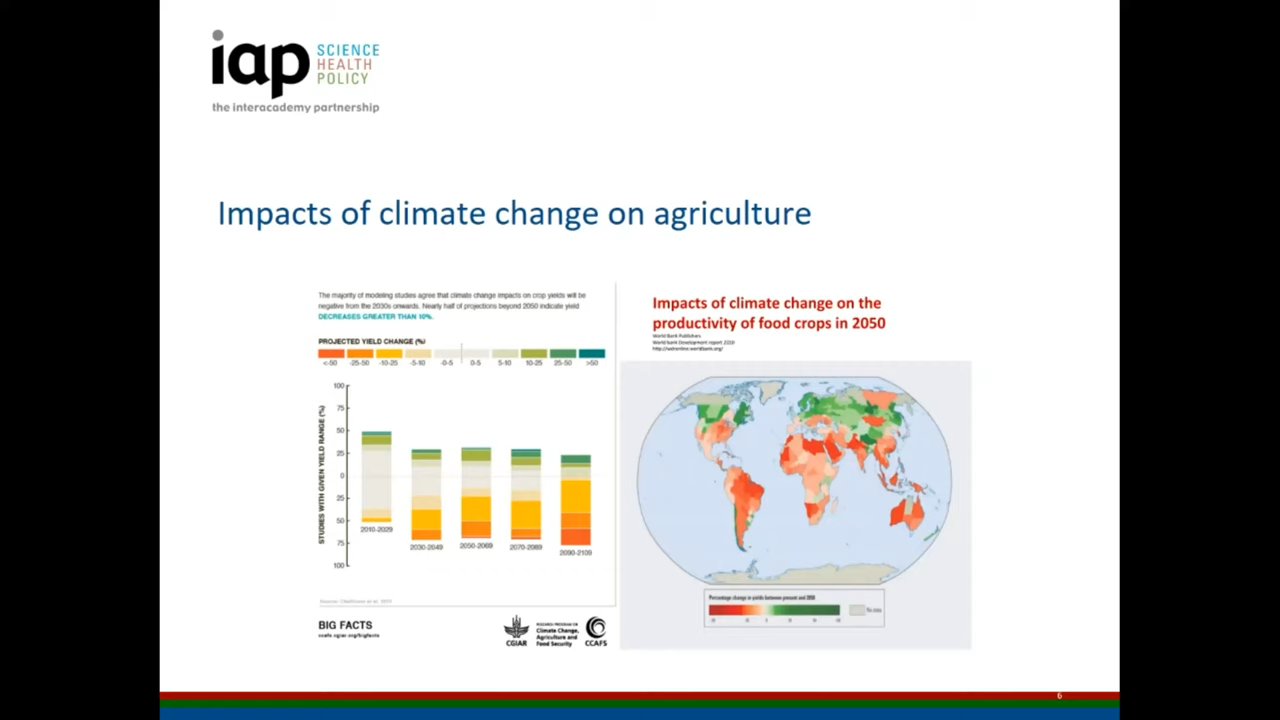 iap SCIENCE
HEALTH
POLICY
the interacademy partnership
Impacts of climate change on agriculture
The majority of modeling studies agree that climate change impacts on crop yields will be
negative from the 2030s onwards. Nearly half of projections beyond 2050 indicate yield
DECREASES GREATER THAN 10%.
PROJECTED YIELD CHANGE (%)
<-50 -25-50 -10-25 -5-10 -0-5 0-5 5-10 10-25 25-50 >50
STUDIES WITH GIVEN YIELD RANGE (%)
100
75
50
25
0
25
50
75
100
2010-2029
2030-2049
2050-2069
2070-2089
2090-2109
BIG FACTS
ccafs.cgiar.org/bigfacts
CGIAR
RESEARCH PROGRAM ON
Climate Change,
Agriculture and
Food Security
CCAFS
Impacts of climate change on the
productivity of food crops in 2050
World Bank Publishers
World bank Development report
Percentage change in yields between present and 2050
No data
6